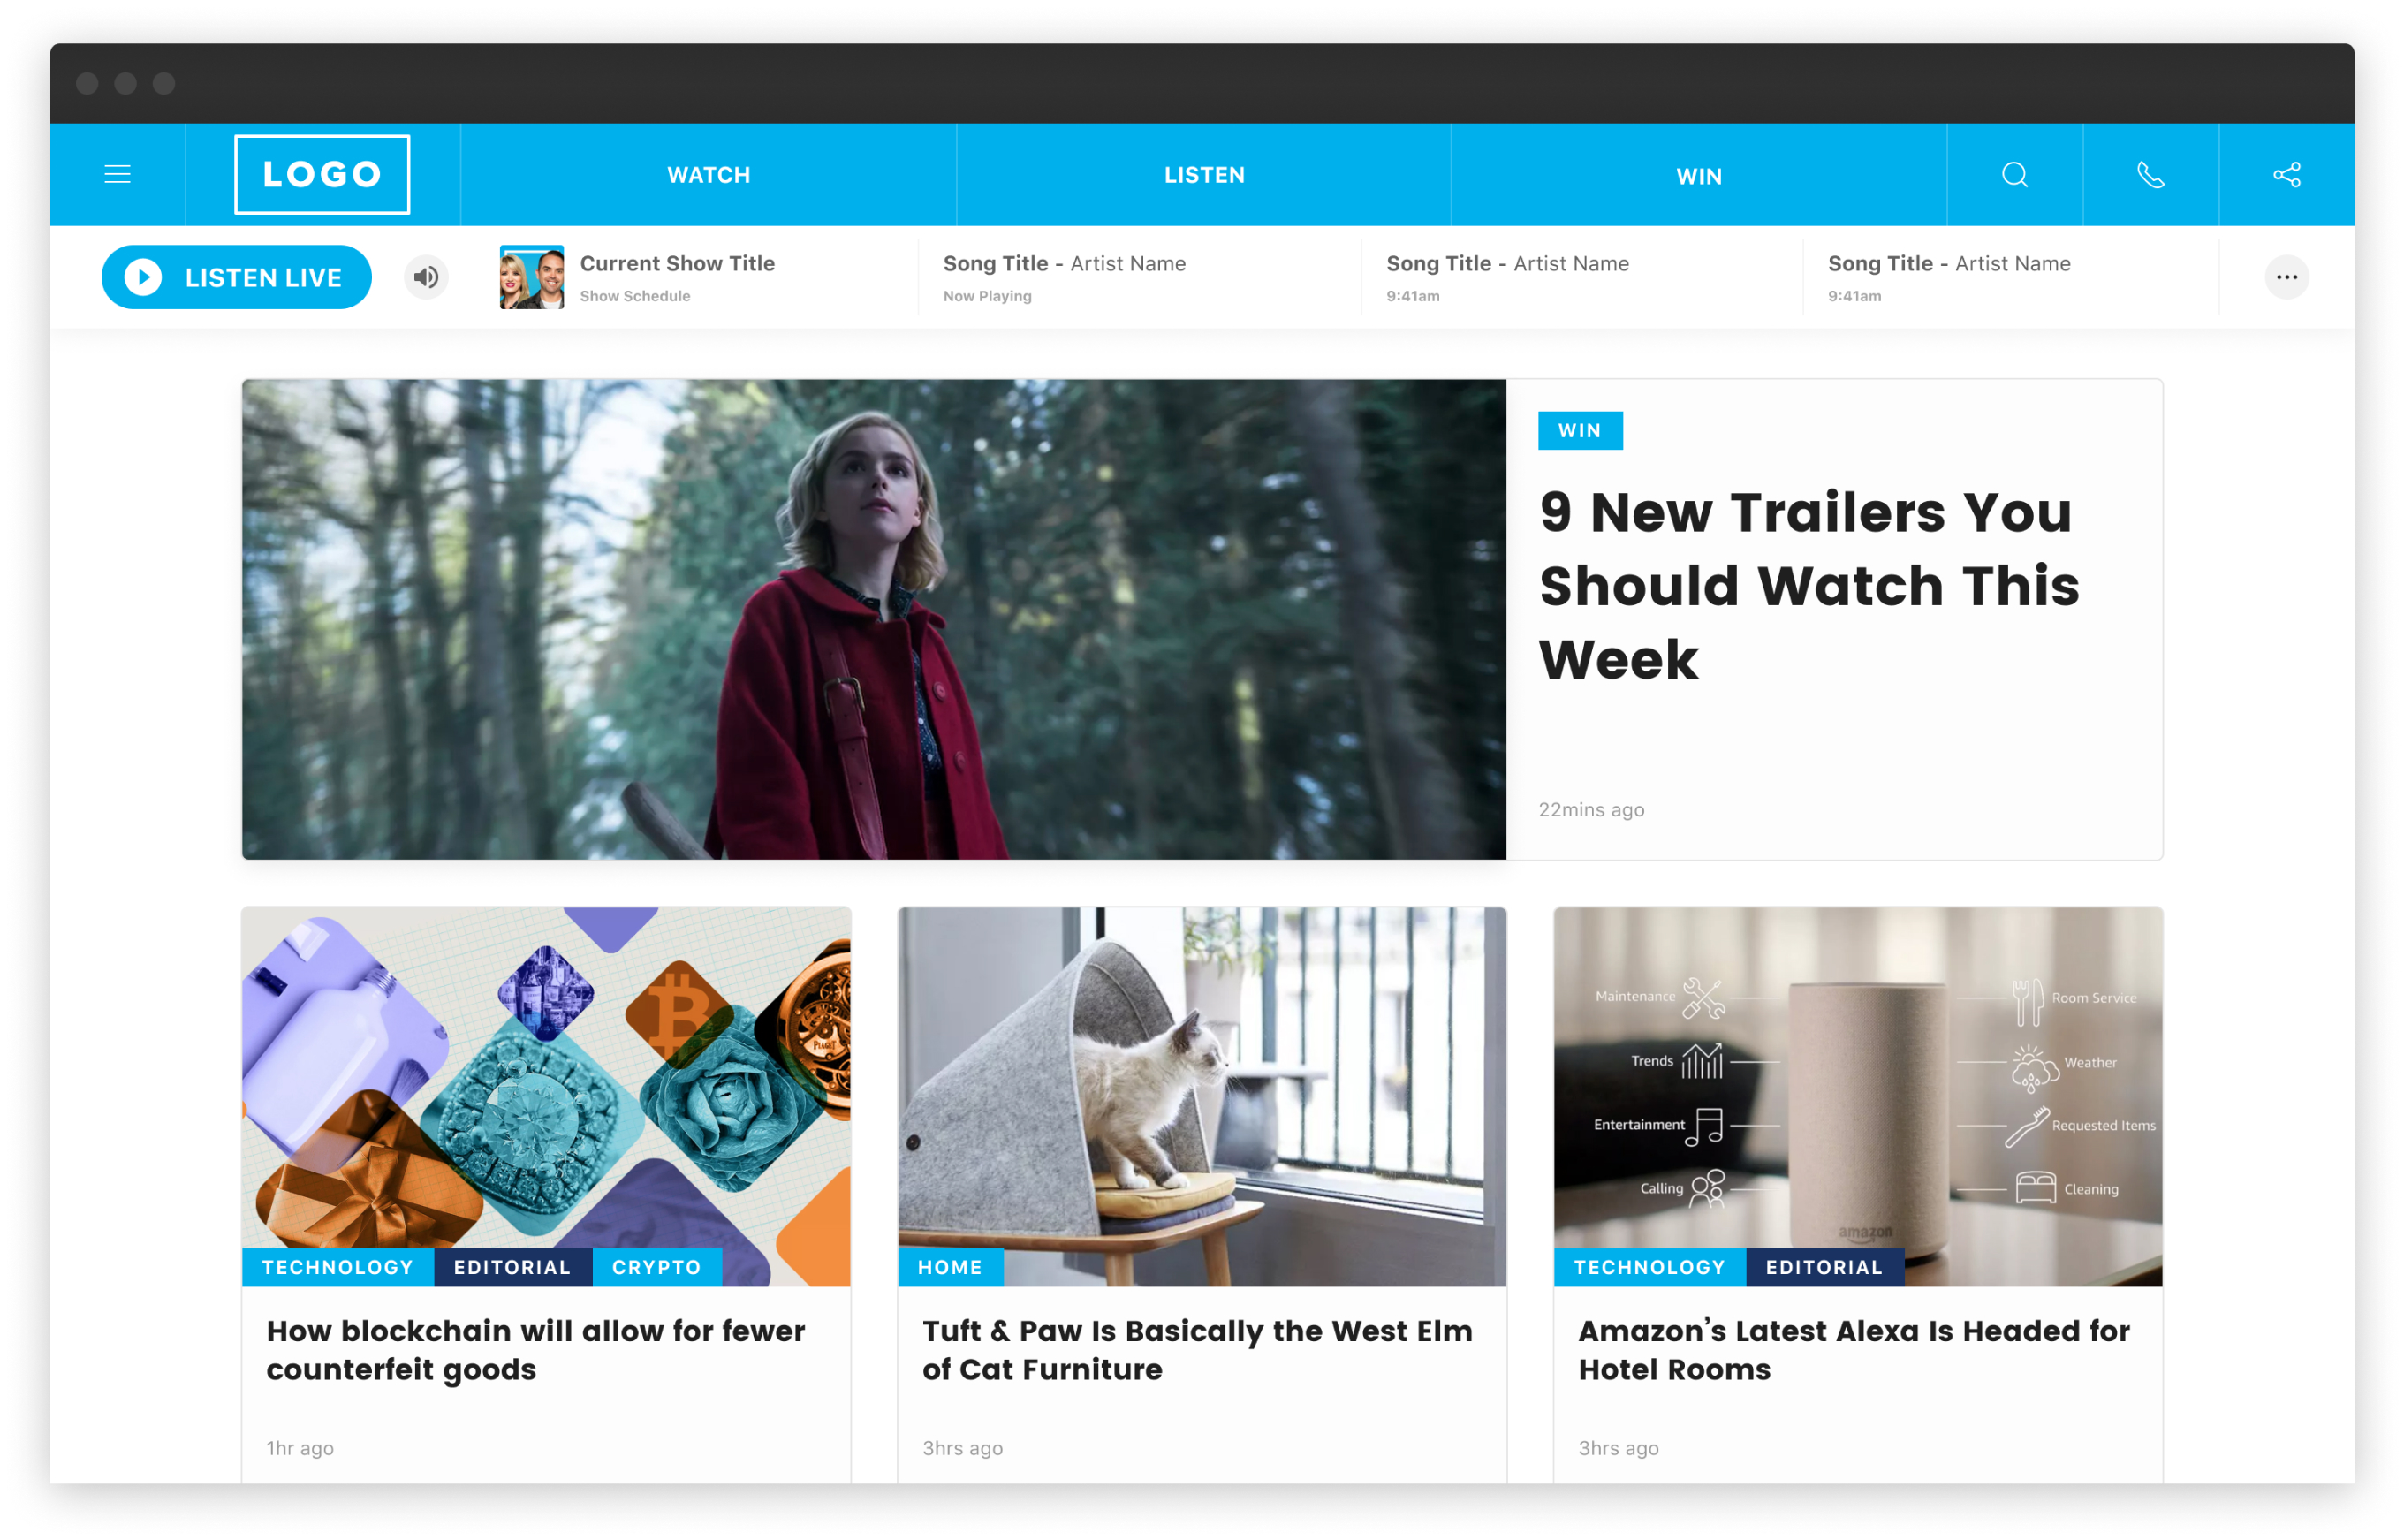 LOGO
WATCH
LISTEN
WIN
LISTEN LIVE
Current Show Title
Show Schedule
Song Title - Artist Name
Now Playing
Song Title - Artist Name
9:41am
Song Title - Artist Name
9:41am
WIN
9 New Trailers You
Should Watch This
Week
22mins ago
PIAGET
TECHNOLOGY
EDITORIAL
CRYPTO
How blockchain will allow for fewer
counterfeit goods
1hr ago
HOME
Tuft & Paw Is Basically the West Elm
of Cat Furniture
3hrs ago
Maintenance
Trends
Entertainment
Calling
Room Service
Weather
Requested Items
Cleaning
amazon
TECHNOLOGY
EDITORIAL
Amazon’s Latest Alexa Is Headed for
Hotel Rooms
3hrs ago